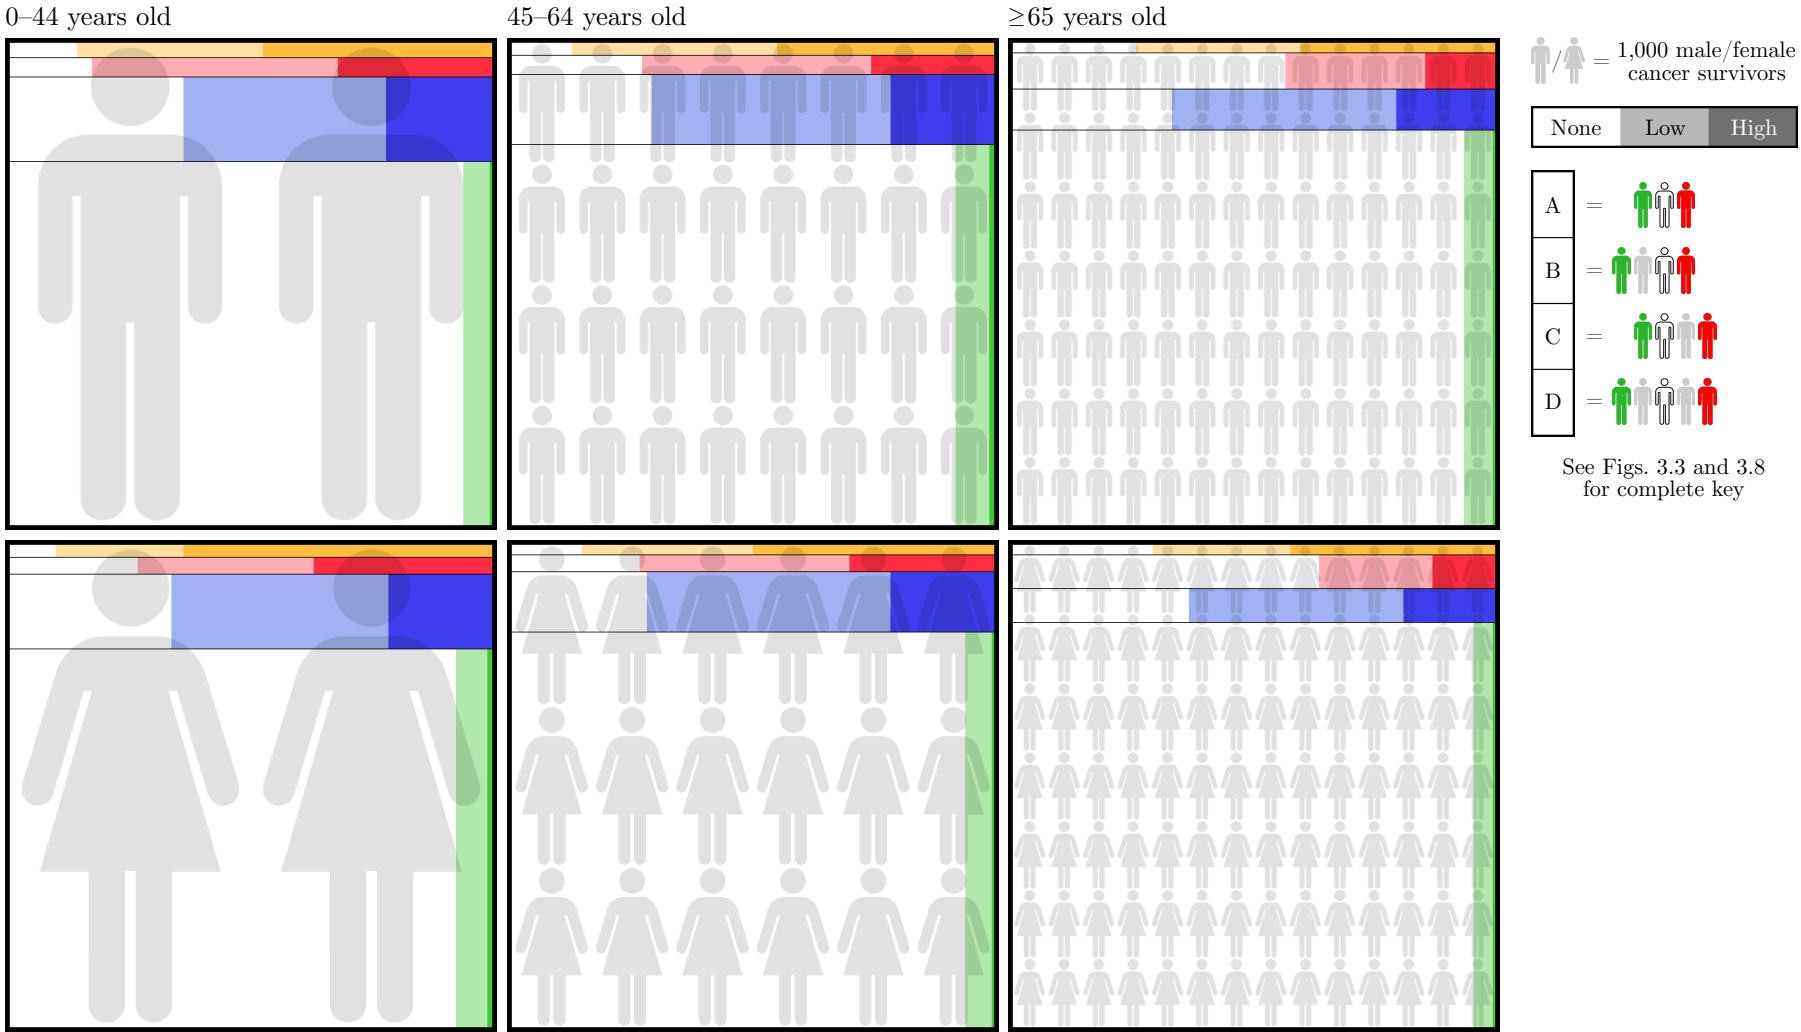 0–44 years old
45–64 years old
≥65 years old
/ = 1,000 male/female
cancer survivors
None Low High
A =
B =
C =
D =
See Figs. 3.3 and 3.8
for complete key